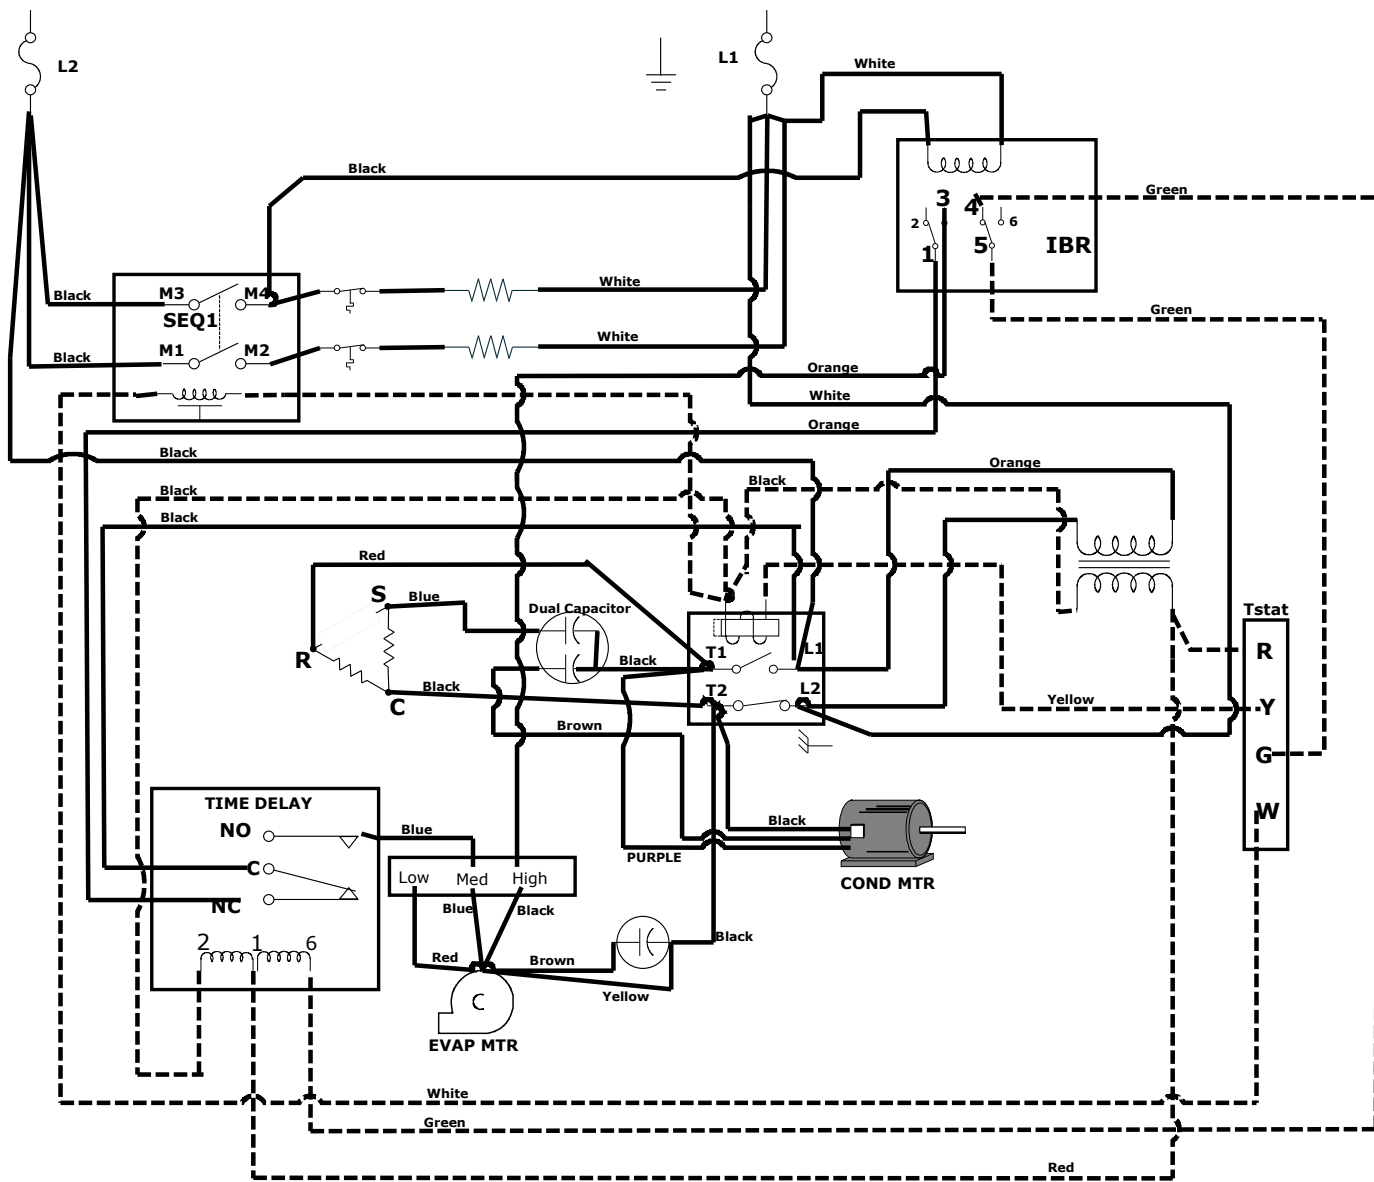 L2
L1
White
Black
Green
3
4
2
6
1
5
IBR
White
M3
M4
Black
SEQ1
Green
White
M1
M2
Black
Orange
White
Orange
Black
Orange
Black
Black
Black
Red
S
Blue
Dual Capacitor
Tstat
T1
L1
R
R
Black
Black
T2
L2
C
Yellow
Y
Brown
G
TIME DELAY
W
NO
Blue
Black
PURPLE
COND MTR
C
Low
Med
High
NC
Blue
Black
2
1
6
Black
Red
Brown
Yellow
C
EVAP MTR
White
Green
Red